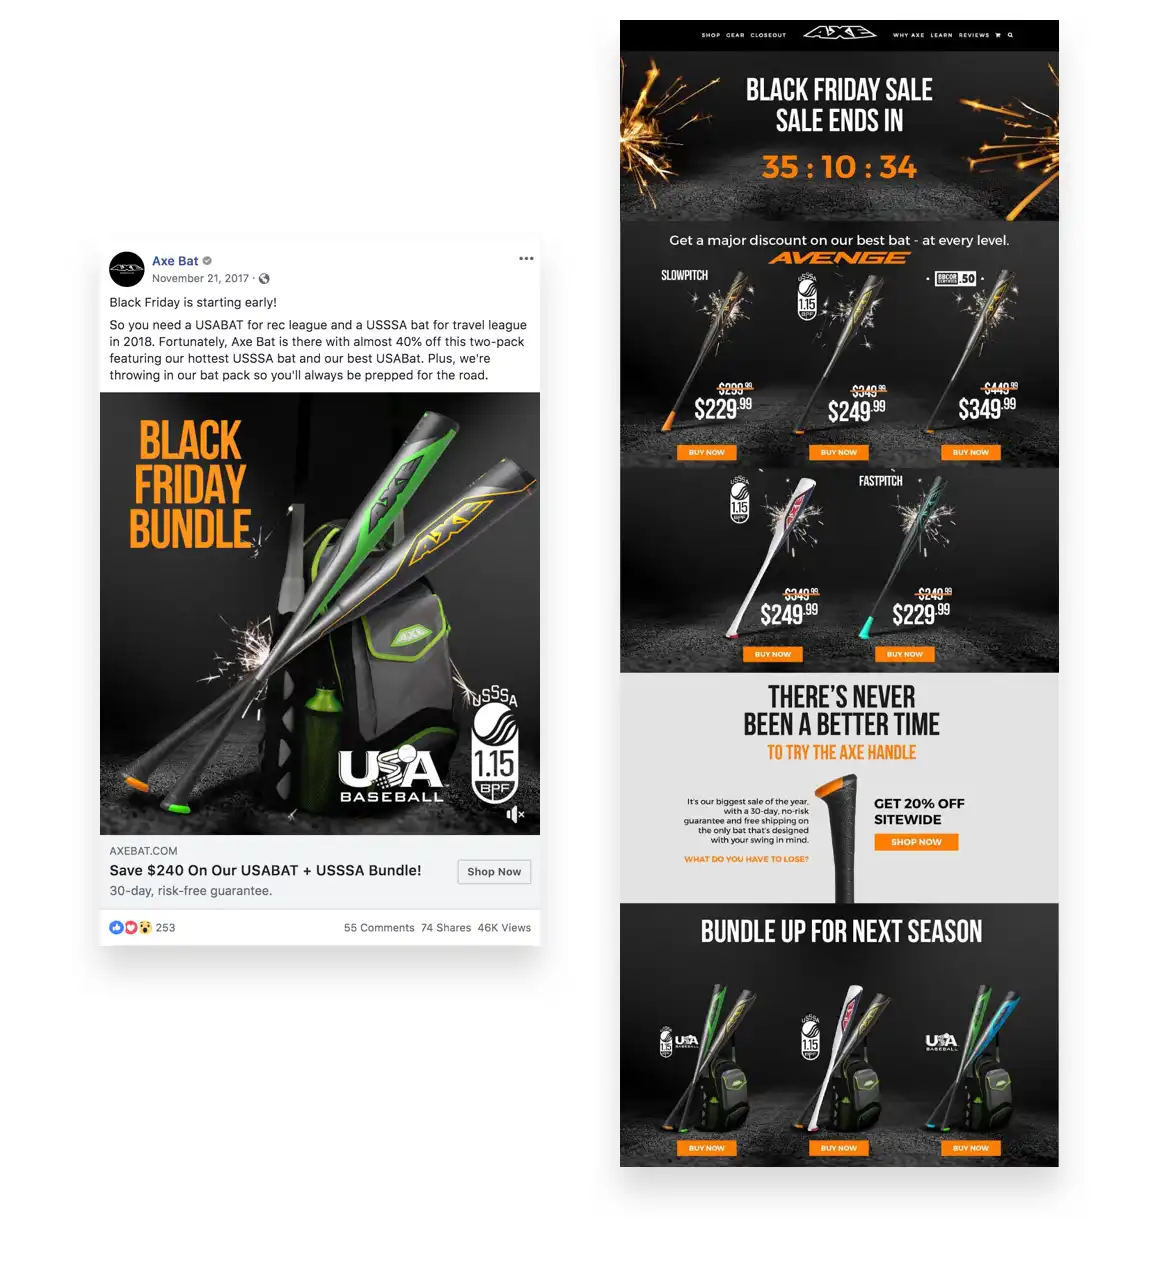 Axe Bat
November 21, 2017 ·
Black Friday is starting early!
So you need a USABAT for rec league and a USSSA bat for travel league
in 2018. Fortunately, Axe Bat is there with almost 40% off this two-pack
featuring our hottest USSSA bat and our best USABat. Plus, we're
throwing in our bat pack so you'll always be prepped for the road.
BLACK
FRIDAY
BUNDLE
AXE
AXE
AXE
USSSA
1.15
BPF
USA
BASEBALL
AXEBAT.COM
Save $240 On Our USABAT + USSSA Bundle!
Shop Now
30-day, risk-free guarantee.
253
55 Comments 74 Shares 46K Views
SHOP GEAR CLOSEOUT AXE WHY AXE LEARN REVIEWS
BLACK FRIDAY SALE
SALE ENDS IN
35 : 10 : 34
Get a major discount on our best bat - at every level.
AVENGE
SLOWPITCH
USSSA
1.15
BPF
BBCOR
CERTIFIED
.50
$299.99
$229.99
$349.99
$249.99
$449.99
$349.99
BUY NOW
BUY NOW
BUY NOW
USSSA
1.15
BPF
AXE
FASTPITCH
$349.99
$249.99
$249.99
$229.99
BUY NOW
BUY NOW
THERE'S NEVER
BEEN A BETTER TIME
TO TRY THE AXE HANDLE
It's our biggest sale of the year,
with a 30-day, no-risk
guarantee and free shipping on
the only bat that's designed
with your swing in mind.
WHAT DO YOU HAVE TO LOSE?
GET 20% OFF
SITEWIDE
SHOP NOW
BUNDLE UP FOR NEXT SEASON
USSSA
1.15
BPF
USA
BASEBALL
USSSA
1.15
BPF
USA
BASEBALL
BUY NOW
BUY NOW
BUY NOW